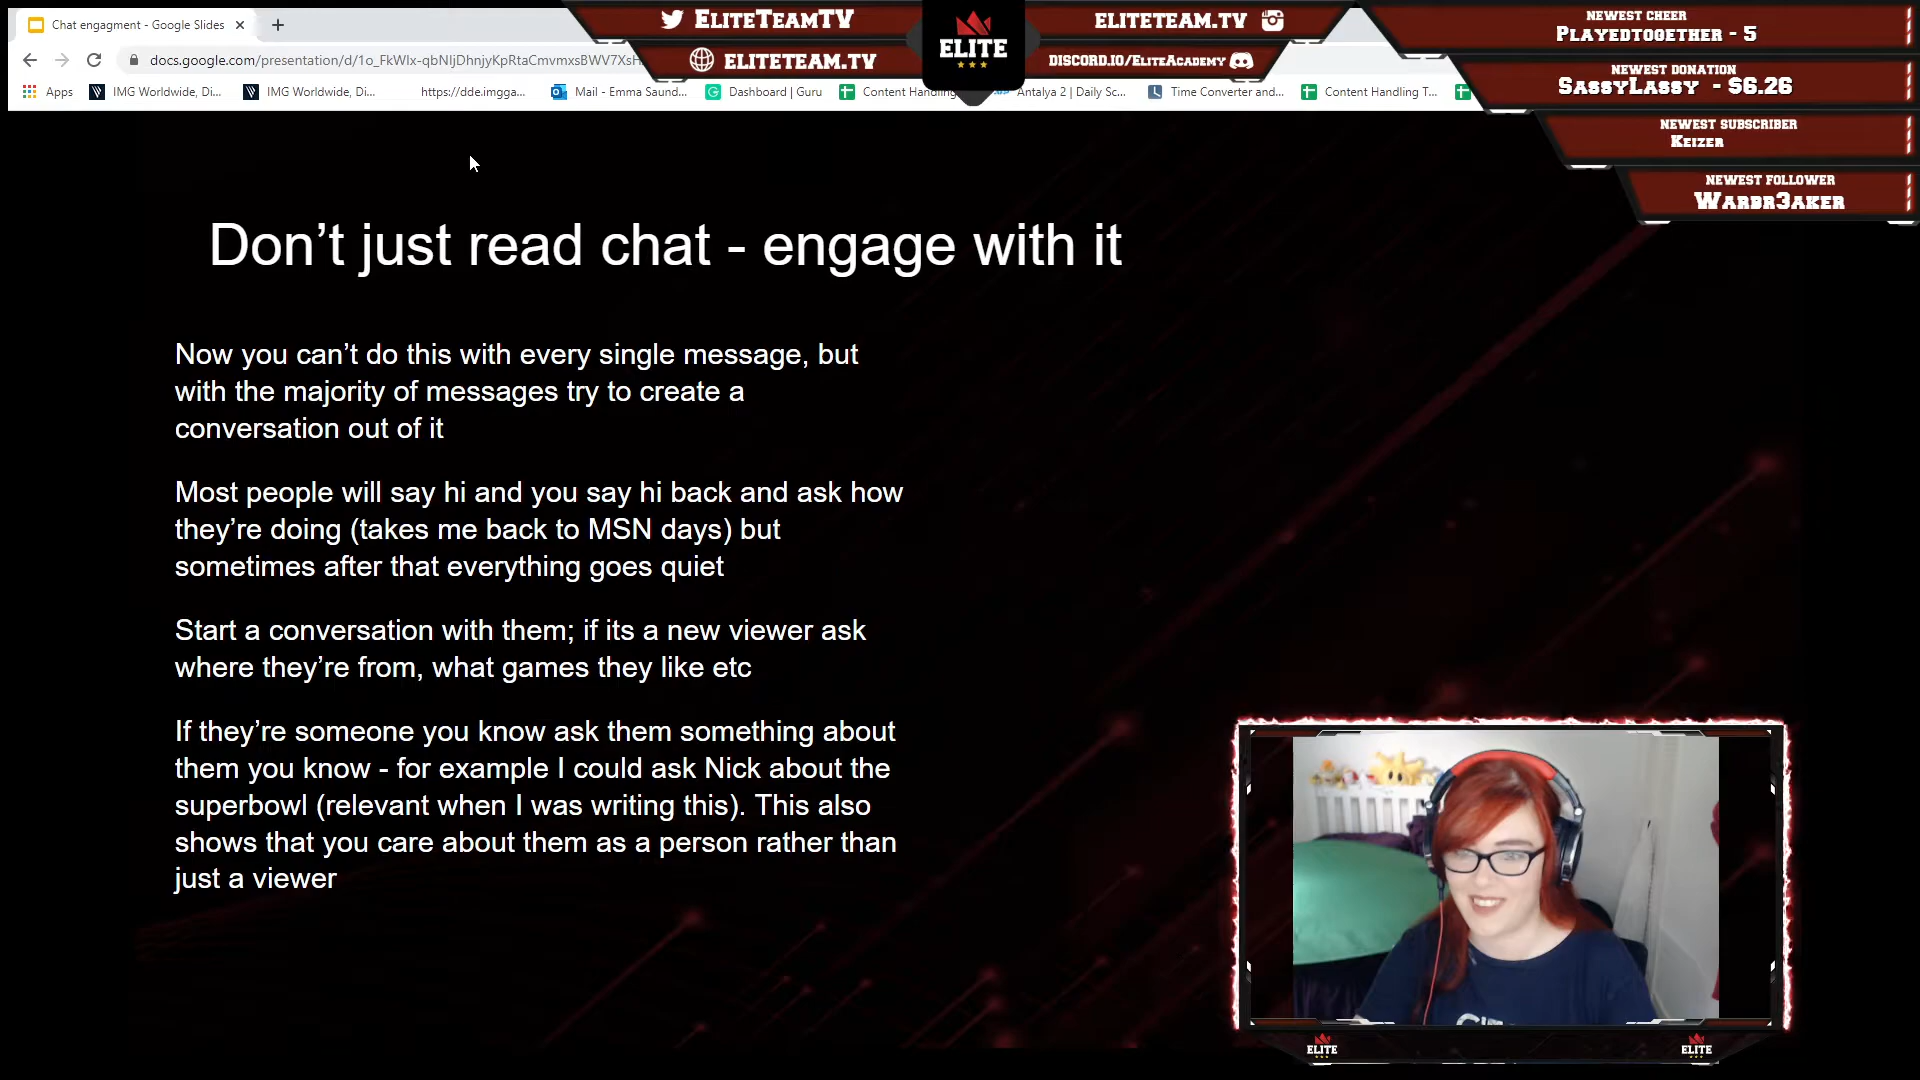 Chat engagment - Google Slides
EliteTeamTV
ELITETEAM.TV
ELITE
ELITETEAM.TV
DISCORD.IO/EliteAcademy
NEWEST CHEER
Playedtogether - 5
NEWEST DONATION
SassyLassy - $6.26
NEWEST SUBSCRIBER
Keizer
NEWEST FOLLOWER
Warbr3aker
docs.google.com/presentation/d/1o_FkWIx-qbNIjDhnjyKpRtaCmvmxsBWV7XsH
Apps
IMG Worldwide, Di...
IMG Worldwide, Di...
https://dde.imgga...
Mail - Emma Saund...
Dashboard | Guru
Content Handling
Antalya 2 | Daily Sc...
Time Converter and...
Content Handling T...
Don't just read chat - engage with it
Now you can't do this with every single message, but
with the majority of messages try to create a
conversation out of it
Most people will say hi and you say hi back and ask how
they're doing (takes me back to MSN days) but
sometimes after that everything goes quiet
Start a conversation with them; if its a new viewer ask
where they're from, what games they like etc
If they're someone you know ask them something about
them you know - for example I could ask Nick about the
superbowl (relevant when I was writing this). This also
shows that you care about them as a person rather than
just a viewer
ELITE
ELITE